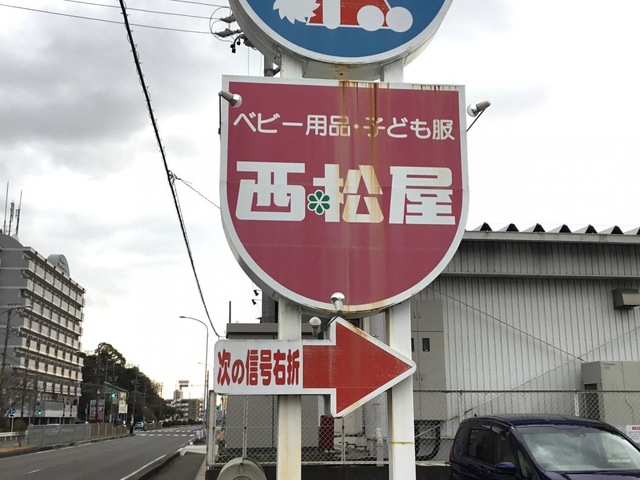 ベビー用品・子ども服
西松屋
次の信号右折